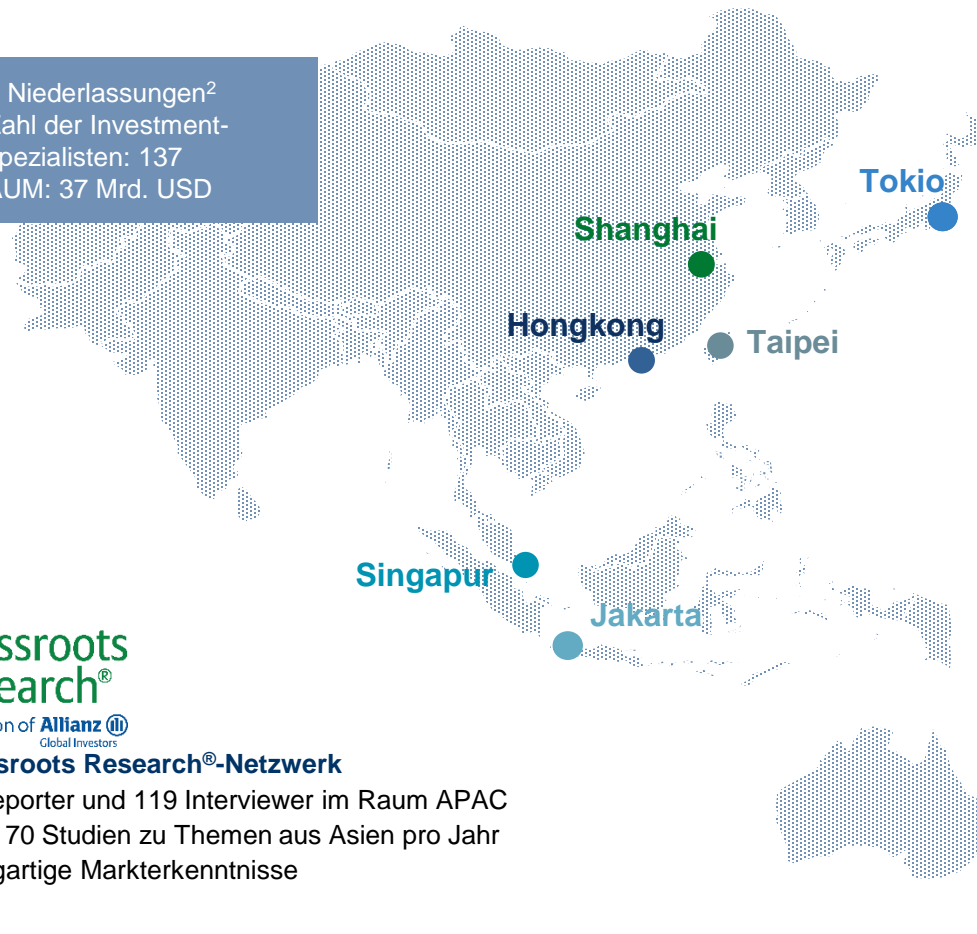 Niederlassungen²
Zahl der Investment-
pezialisten: 137
AUM: 37 Mrd. USD
Tokio
Shanghai
Hongkong
Taipei
Singapur
Jakarta
ssroots
earch®
on of Allianz
Global Investors
sroots Research®-Netzwerk
eporter und 119 Interviewer im Raum APAC
70 Studien zu Themen aus Asien pro Jahr
gartige Markterkenntnisse